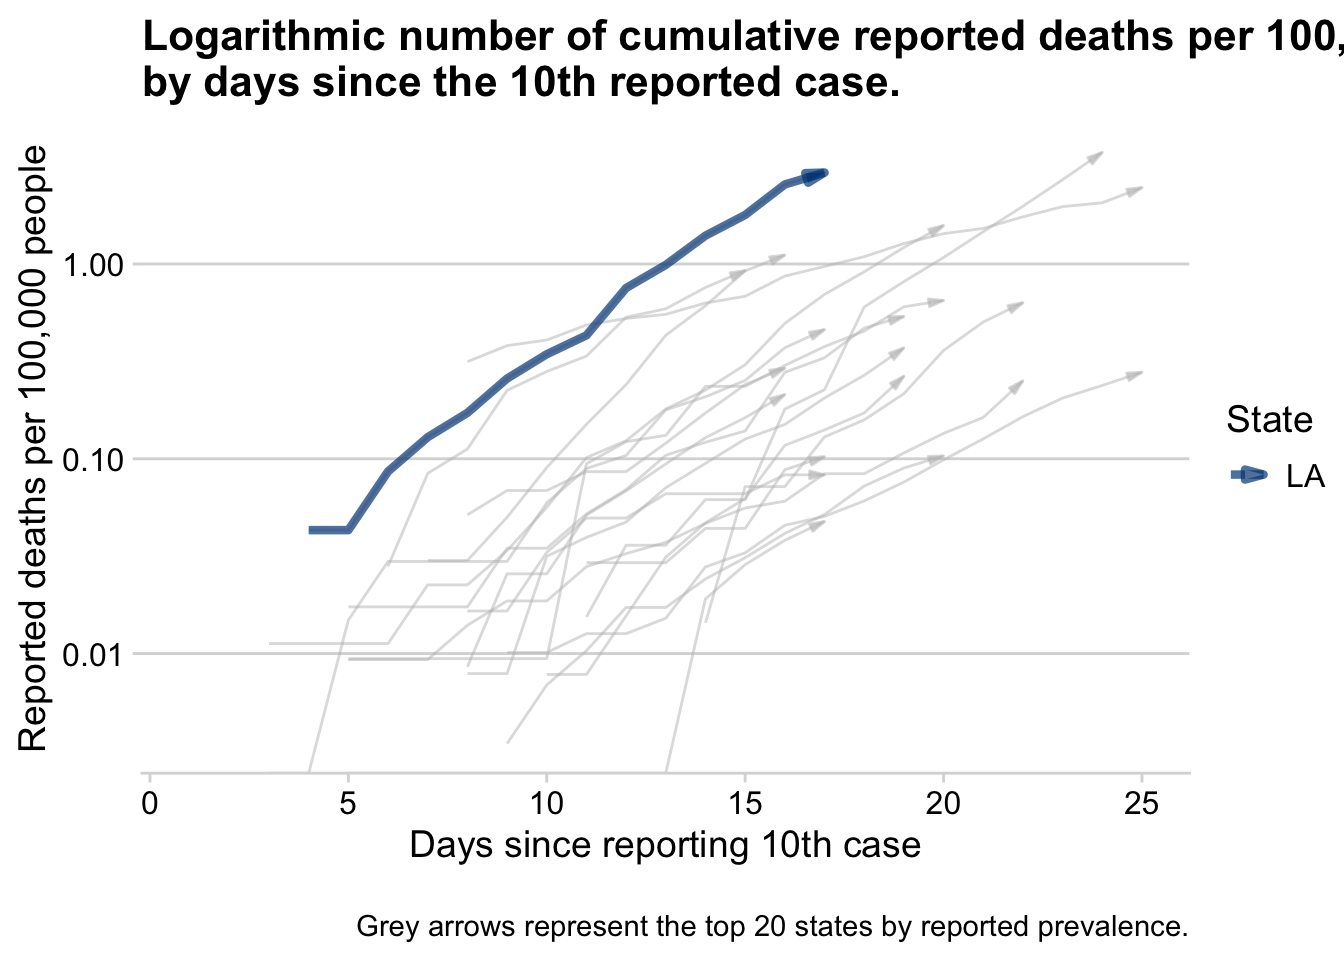 Logarithmic number of cumulative reported deaths per 100,
by days since the 10th reported case.
Reported deaths per 100,000 people
1.00
0.10
0.01
0
5
10
15
20
25
Days since reporting 10th case
State
LA
Grey arrows represent the top 20 states by reported prevalence.